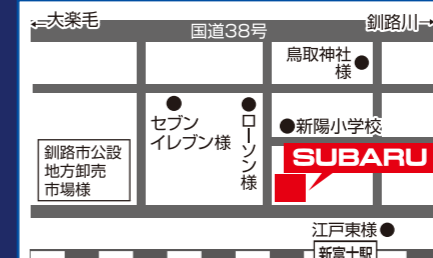 ←大楽毛
釧路川→
国道38号
鳥取神社
様
セブン
イレブン様
ローソン様
新陽小学校
釧路市公設
地方卸売
市場様
SUBARU
江戸東様
新富士駅